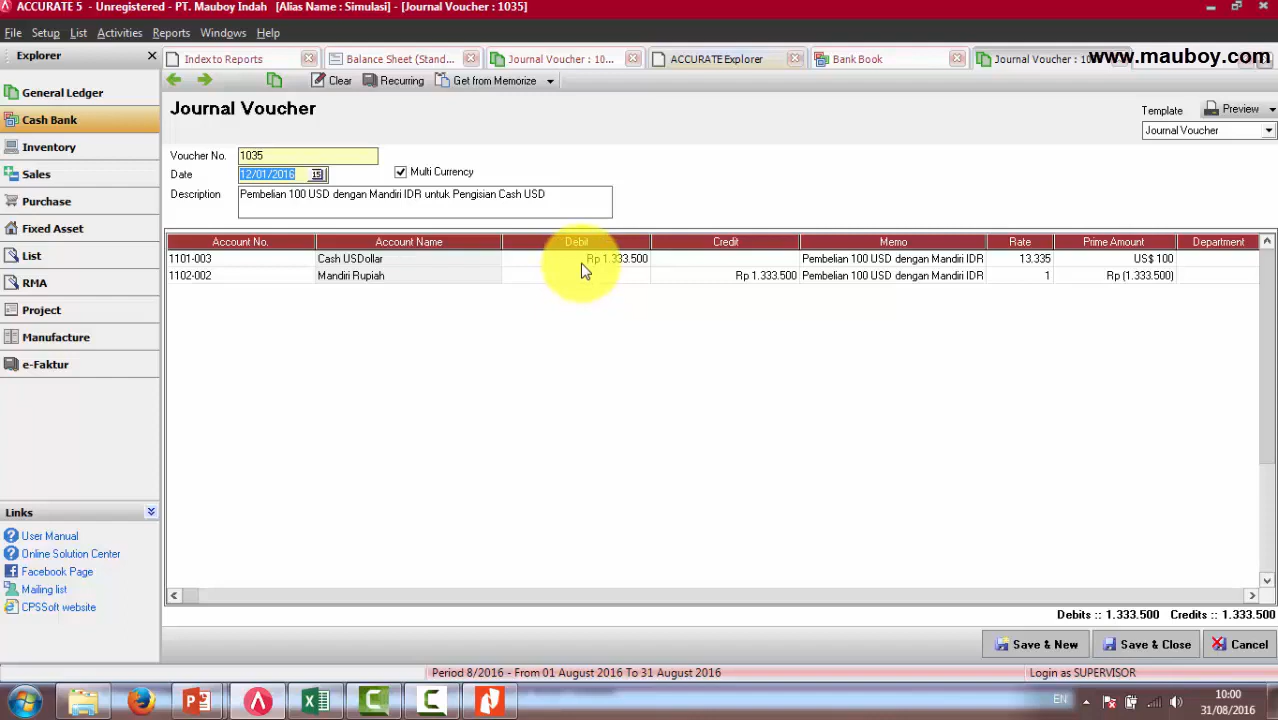 ACCURATE 5 - Unregistered - PT. Mauboy Indah  [Alias Name : Simulasi] - [Journal Voucher : 1035]
File Setup List Activities Reports Windows Help
www.mauboy.com
Explorer
Index to Reports
Balance Sheet (Stand...
Journal Voucher : 10...
ACCURATE Explorer
Bank Book
Journal Voucher : 10
General Ledger
Cash Bank
Inventory
Sales
Purchase
Fixed Asset
List
RMA
Project
Manufacture
e-Faktur
Clear Recurring Get from Memorize
Journal Voucher
Template Preview
Journal Voucher
Voucher No. 1035
Date 12/01/2016 15 Multi Currency
Description Pembelian 100 USD dengan Mandiri IDR untuk Pengisian Cash USD
Account No. Account Name Debit Credit Memo Rate Prime Amount Department
1101-003 Cash USDollar Rp 1.333.500 Pembelian 100 USD dengan Mandiri IDR 13.335 US$ 100
1102-002 Mandiri Rupiah Rp 1.333.500 Pembelian 100 USD dengan Mandiri IDR 1 Rp (1.333.500)
Links
User Manual
Online Solution Center
Facebook Page
Mailing list
CPSSoft website
Debits :: 1.333.500 Credits :: 1.333.500
Save & New Save & Close Cancel
Period 8/2016 - From 01 August 2016 To 31 August 2016 Login as SUPERVISOR
EN
10:00
31/08/2016